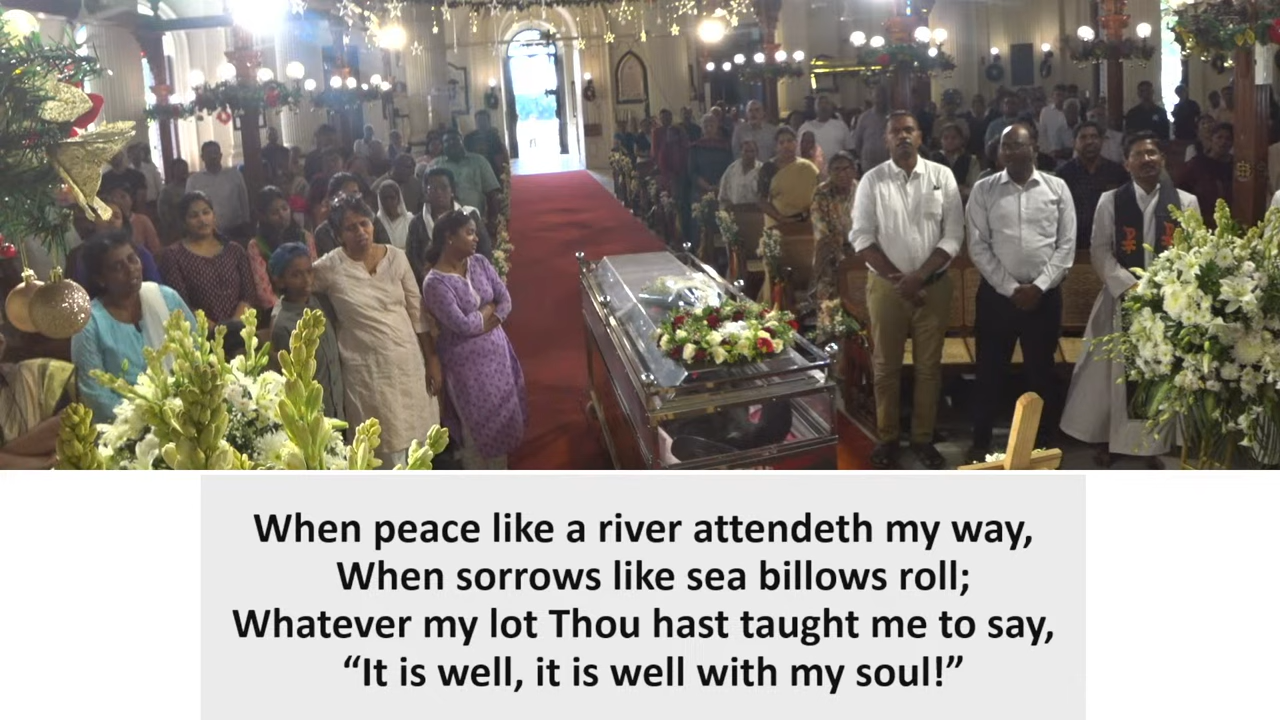 When peace like a river attendeth my way,
When sorrows like sea billows roll;
Whatever my lot Thou hast taught me to say,
“It is well, it is well with my soul!”